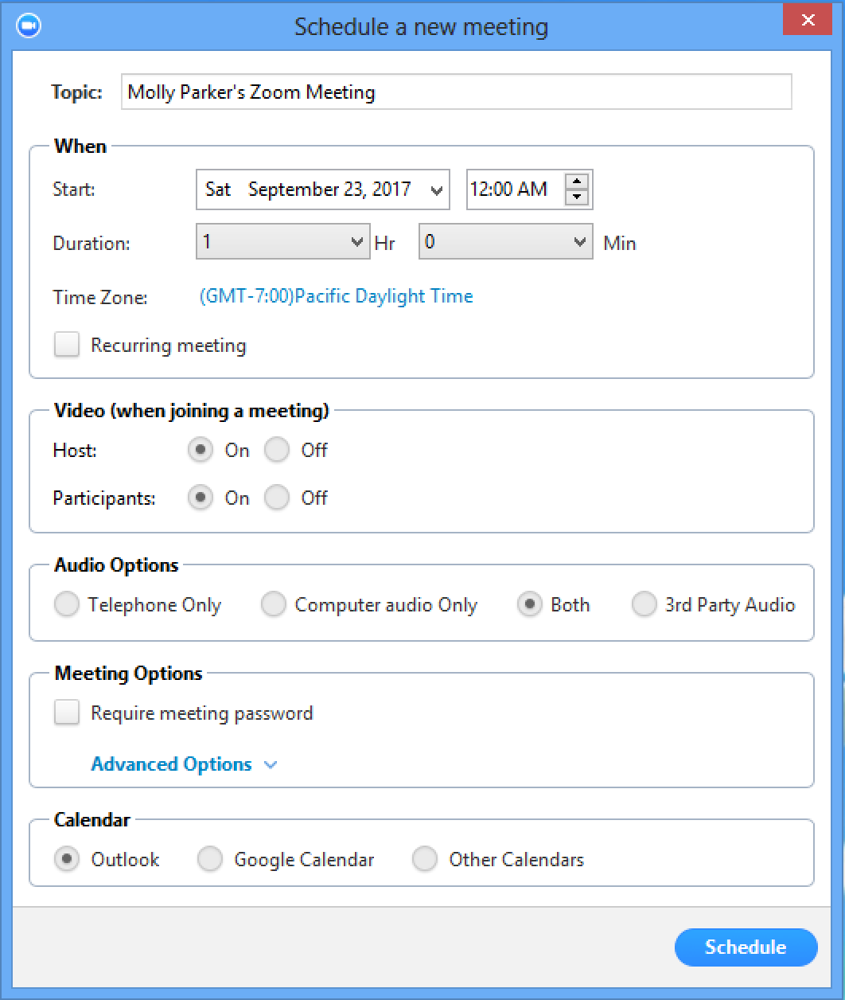 Schedule a new meeting
Topic: Molly Parker's Zoom Meeting
When
Start: Sat September 23, 2017 12:00 AM
Duration: 1 Hr 0 Min
Time Zone: (GMT-7:00)Pacific Daylight Time
Recurring meeting
Video (when joining a meeting)
Host: On Off
Participants: On Off
Audio Options
Telephone Only Computer audio Only Both 3rd Party Audio
Meeting Options
Require meeting password
Advanced Options
Calendar
Outlook Google Calendar Other Calendars
Schedule